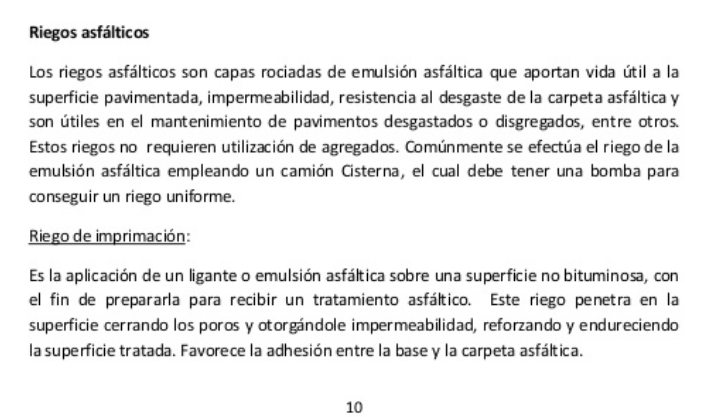 Riegos asfálticos
Los riegos asfálticos son capas rociadas de emulsión asfáltica que aportan vida útil a la
superficie pavimentada, impermeabilidad, resistencia al desgaste de la carpeta asfáltica y
son útiles en el mantenimiento de pavimentos desgastados o disgregados, entre otros.
Estos riegos no requieren utilización de agregados. Comúnmente se efectúa el riego de la
emulsión asfáltica empleando un camión Cisterna, el cual debe tener una bomba para
conseguir un riego uniforme.
Riego de imprimación:
Es la aplicación de un ligante o emulsión asfáltica sobre una superficie no bituminosa, con
el fin de prepararla para recibir un tratamiento asfáltico. Este riego penetra en la
superficie cerrando los poros y otorgándole impermeabilidad, reforzando y endureciendo
la superficie tratada. Favorece la adhesión entre la base y la carpeta asfáltica.
10